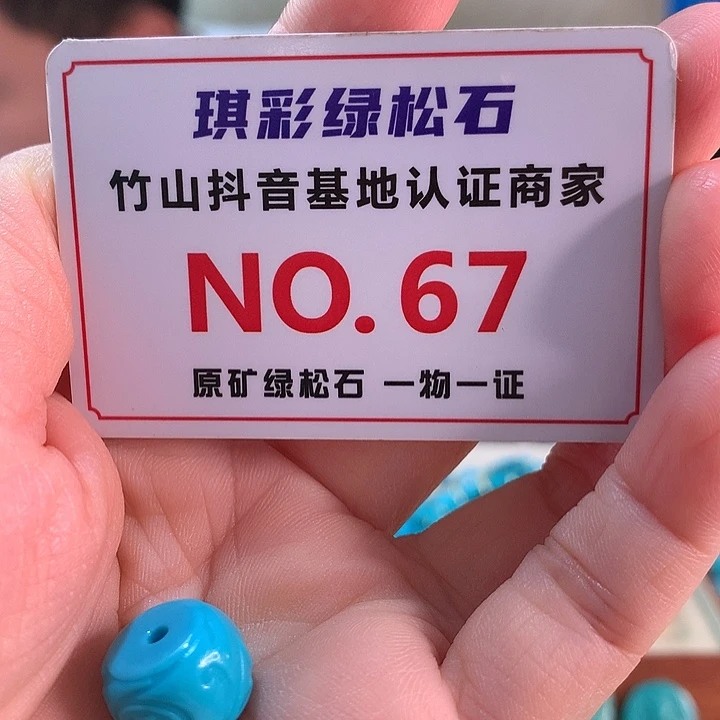 琪彩绿松石
竹山抖音基地认证商家
NO.67
原矿绿松石 一物一证